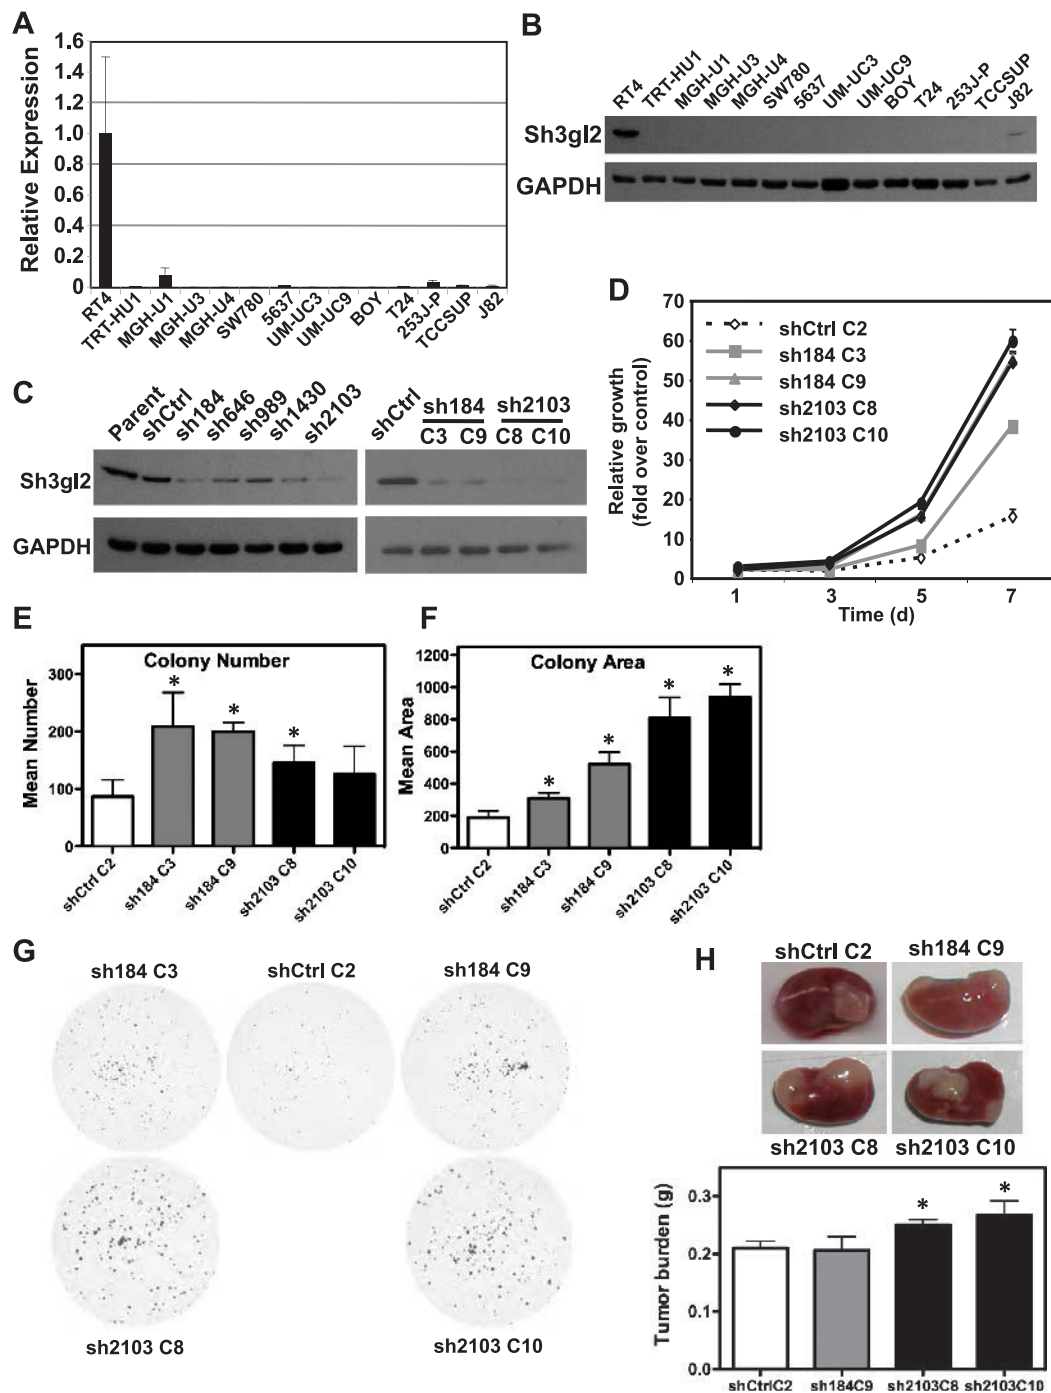 A
1.6
1.4
1.2
1.0
0.8
0.6
0.4
0.2
0
Relative Expression
RT4
TRT-HU1
MGH-U1
MGH-U3
MGH-U4
SW780
5637
UM-UC3
UM-UC9
BOY
T24
253J-P
TCCSUP
J82
B
RT4
TRT-HU1
MGH-U1
MGH-U3
MGH-U4
SW780
5637
UM-UC3
UM-UC9
BOY
T24
253J-P
TCCSUP
J82
Sh3gl2
GAPDH
C
Parent
shCtrl
sh184
sh646
sh989
sh1430
sh2103
shCtrl
sh184 sh2103
C3 C9 C8 C10
Sh3gl2
GAPDH
D
70
60
50
40
30
20
10
0
Relative growth
(fold over control)
shCtrl C2
sh184 C3
sh184 C9
sh2103 C8
sh2103 C10
1 3 5 7
Time (d)
E
Colony Number
300
200
100
0
Mean Number
* * *
shCtrl C2
sh184 C3
sh184 C9
sh2103 C8
sh2103 C10
F
Colony Area
1200
1000
800
600
400
200
0
Mean Area
* * * *
shCtrl C2
sh184 C3
sh184 C9
sh2103 C8
sh2103 C10
G
sh184 C3 shCtrl C2 sh184 C9
sh2103 C8 sh2103 C10
H
shCtrl C2 sh184 C9
sh2103 C8 sh2103 C10
0.3
0.2
0.1
0.0
Tumor burden (g)
* *
shCtrlC2 sh184C9 sh2103C8 sh2103C10